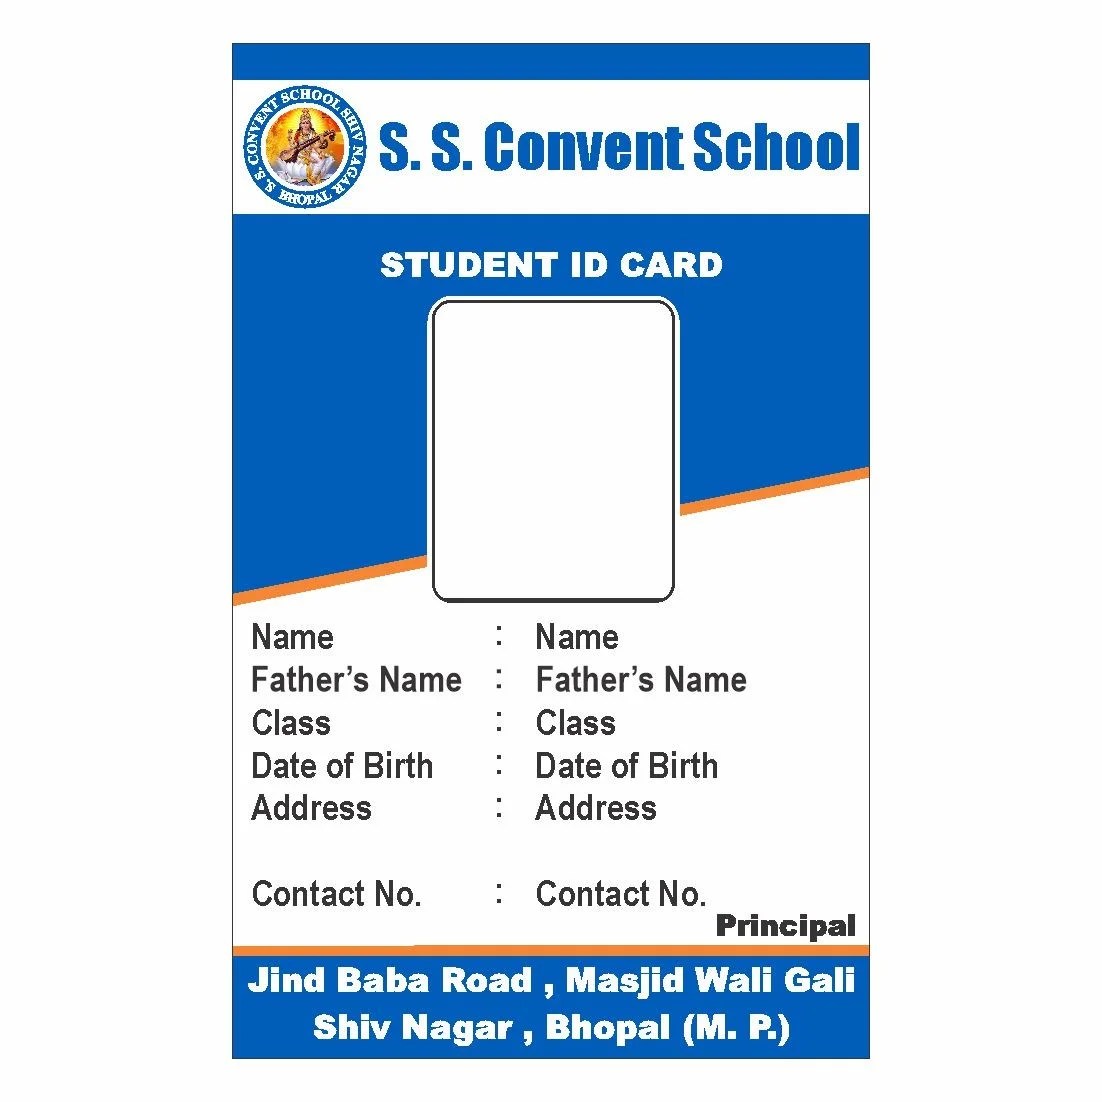 S. S. CONVENT SCHOOL SHIV NAGAR
BHOPAL
S. S. Convent School
STUDENT ID CARD
Name : Name
Father’s Name : Father’s Name
Class : Class
Date of Birth : Date of Birth
Address : Address
Contact No. : Contact No.
Principal
Jind Baba Road , Masjid Wali Gali
Shiv Nagar , Bhopal (M. P.)